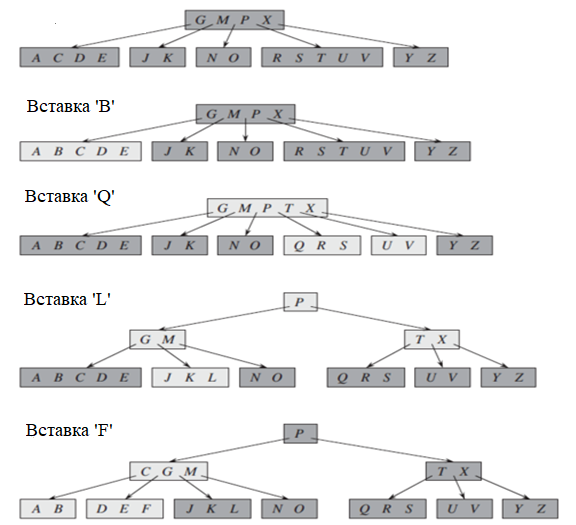 G M P X
A C D E J K N O R S T U V Y Z
Вставка 'B'
G M P X
A B C D E J K N O R S T U V Y Z
Вставка 'Q'
G M P T X
A B C D E J K N O Q R S U V Y Z
Вставка 'L'
P
G M T X
A B C D E J K L N O Q R S U V Y Z
Вставка 'F'
P
C G M T X
A B D E F J K L N O Q R S U V Y Z